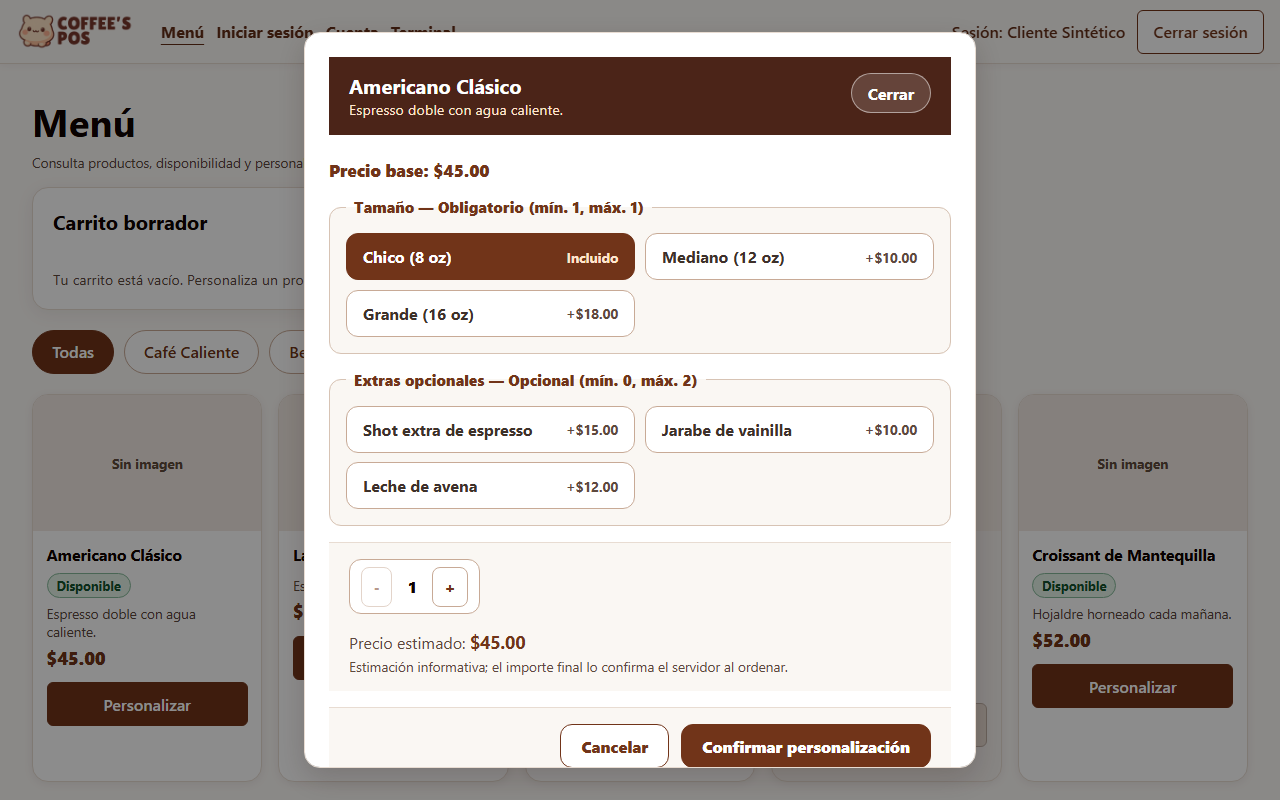 COFFEE'S
POS
Menú Iniciar sesión Cuenta Terminal Sesión: Cliente Sintético Cerrar sesión
Menú
Consulta productos, disponibilidad y persona
Carrito borrador
Tu carrito está vacío. Personaliza un pro
Todas Café Caliente Be
Americano Clásico
Espresso doble con agua caliente.
Cerrar
Precio base: $45.00
Tamaño — Obligatorio (mín. 1, máx. 1)
Chico (8 oz) Incluido
Mediano (12 oz) +$10.00
Grande (16 oz) +$18.00
Extras opcionales — Opcional (mín. 0, máx. 2)
Shot extra de espresso +$15.00
Jarabe de vainilla +$10.00
Leche de avena +$12.00
- 1 +
Precio estimado: $45.00
Estimación informativa; el importe final lo confirma el servidor al ordenar.
Cancelar Confirmar personalización
Sin imagen
Americano Clásico
Disponible
Espresso doble con agua
caliente.
$45.00
Personalizar
La
Es
$
Sin imagen
Croissant de Mantequilla
Disponible
Hojaldre horneado cada mañana.
$52.00
Personalizar